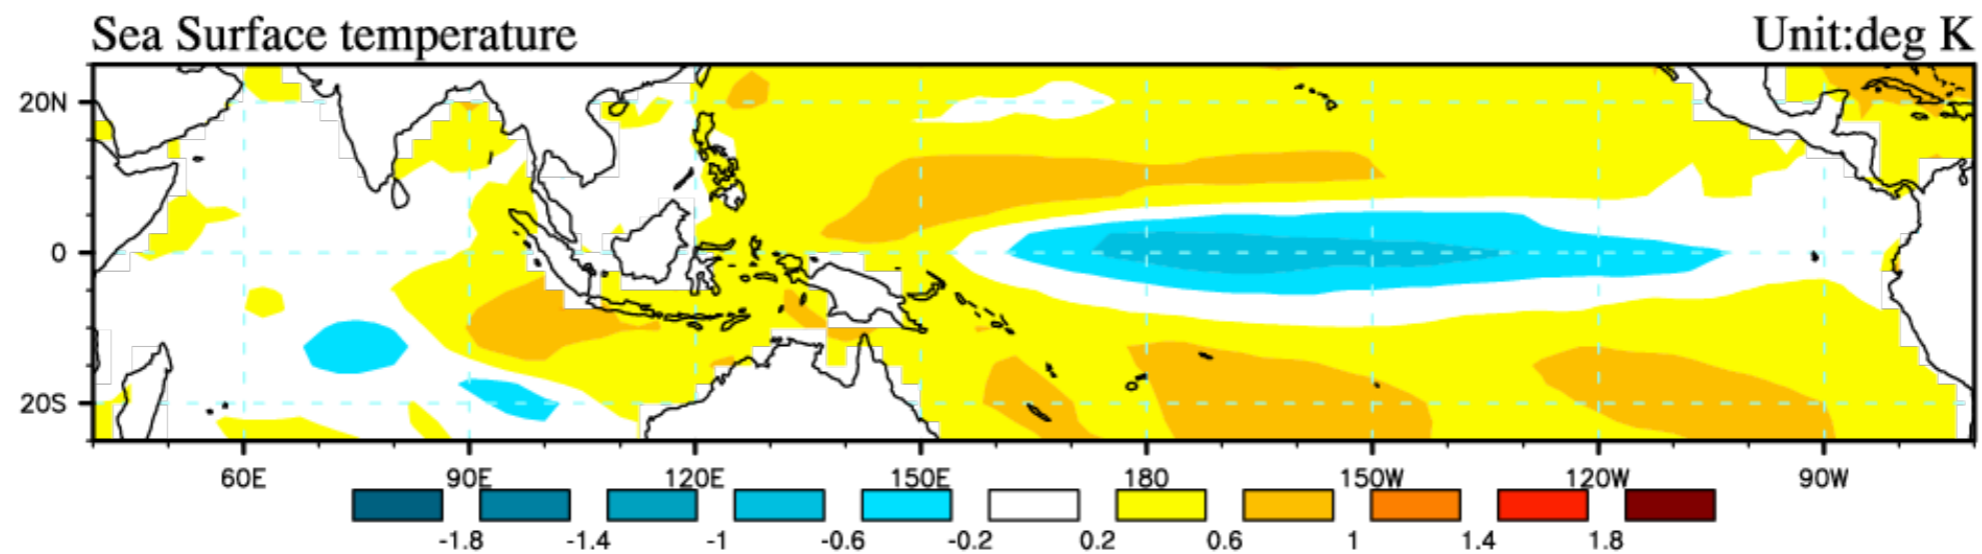 Sea Surface temperature Unit:deg K
20N
0
20S
60E 90E 120E 150E 180 150W 120W 90W
-1.8 -1.4 -1 -0.6 -0.2 0.2 0.6 1 1.4 1.8